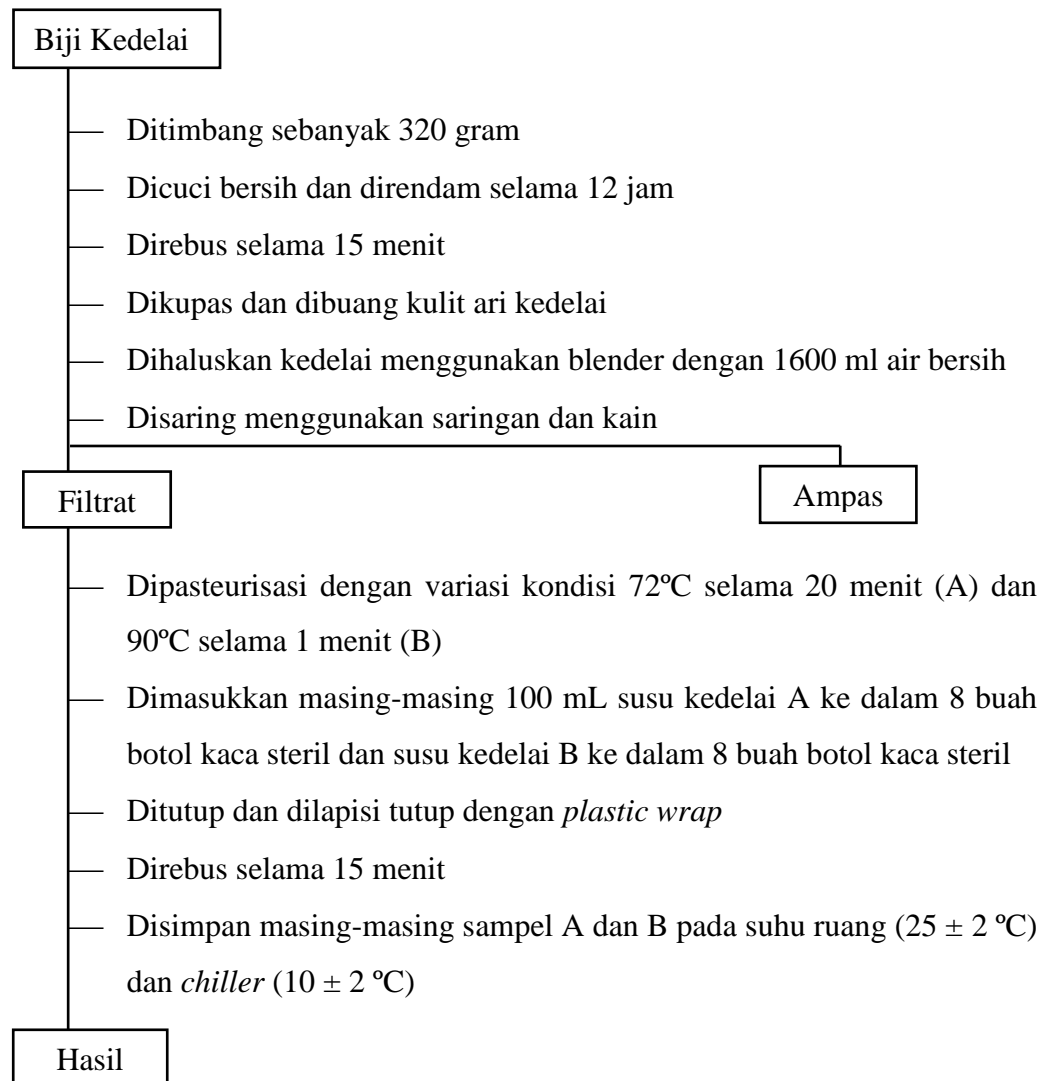 Biji Kedelai
Ditimbang sebanyak 320 gram
Dicuci bersih dan direndam selama 12 jam
Direbus selama 15 menit
Dikupas dan dibuang kulit ari kedelai
Dihaluskan kedelai menggunakan blender dengan 1600 ml air bersih
Disaring menggunakan saringan dan kain
Filtrat
Ampas
Dipasteurisasi dengan variasi kondisi 72ºC selama 20 menit (A) dan
90ºC selama 1 menit (B)
Dimasukkan masing-masing 100 mL susu kedelai A ke dalam 8 buah
botol kaca steril dan susu kedelai B ke dalam 8 buah botol kaca steril
Ditutup dan dilapisi tutup dengan plastic wrap
Direbus selama 15 menit
Disimpan masing-masing sampel A dan B pada suhu ruang (25 ± 2 ºC)
dan chiller (10 ± 2 ºC)
Hasil